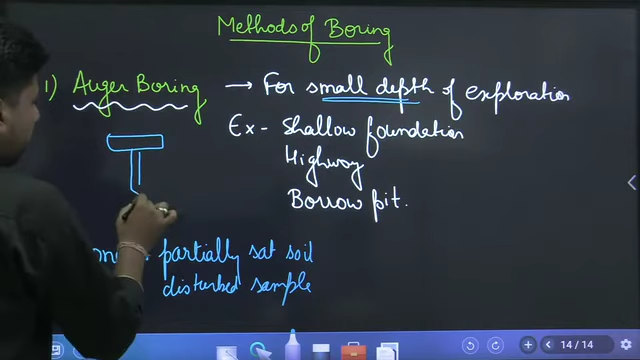 Methods of Boring
1) Auger Boring → For small depth of exploration
Ex- Shallow foundation
Highway
Borrow pit.
partially sat soil
disturbed sample
14 / 14